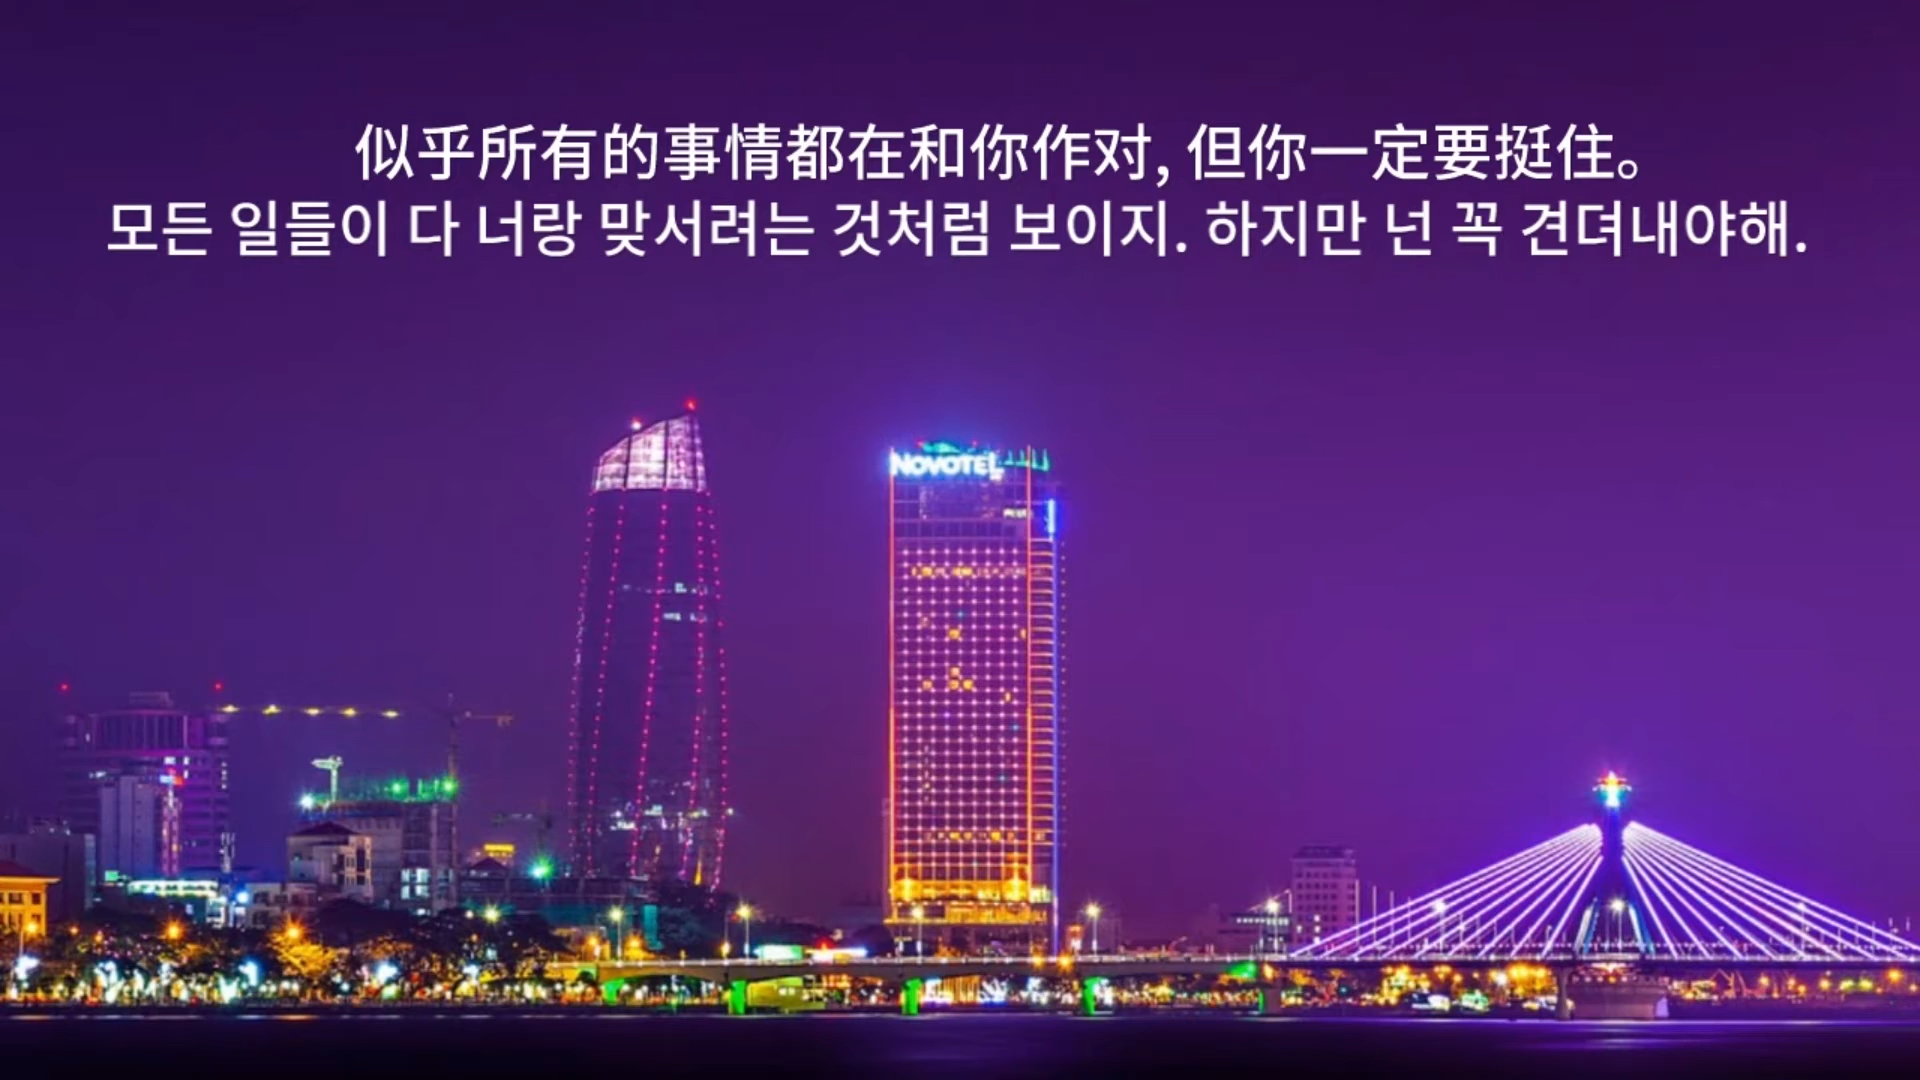 似乎所有的事情都在和你作对, 但你一定要挺住。
모든 일들이 다 너랑 맞서려는 것처럼 보이지. 하지만 넌 꼭 견뎌내야해.
NOVOTEL